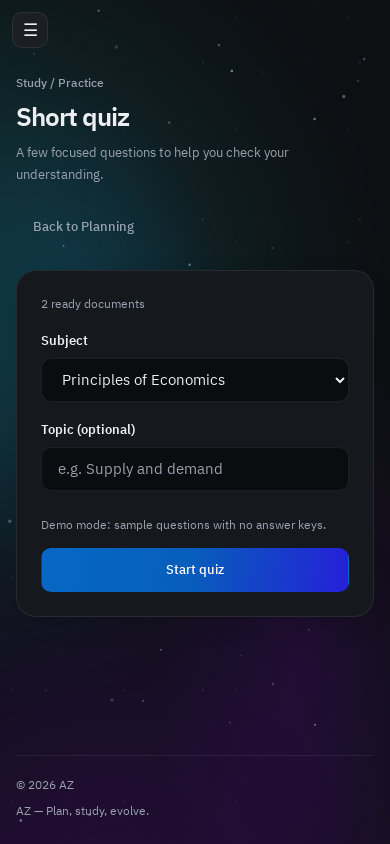 ☰
Study / Practice
Short quiz
A few focused questions to help you check your
understanding.
Back to Planning
2 ready documents
Subject
Principles of Economics
Topic (optional)
e.g. Supply and demand
Demo mode: sample questions with no answer keys.
Start quiz
© 2026 AZ
AZ — Plan, study, evolve.